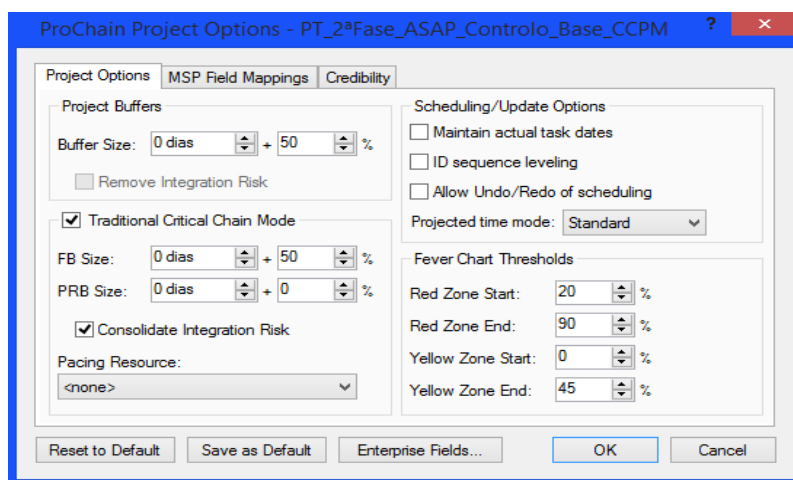 ProChain Project Options - PT_2ªFase_ASAP_Controlo_Base_CCPM ? ×
Project Options MSP Field Mappings Credibility
Project Buffers
Buffer Size: 0 dias + 50 %
Remove Integration Risk
Traditional Critical Chain Mode
FB Size: 0 dias + 50 %
PRB Size: 0 dias + 0 %
Consolidate Integration Risk
Pacing Resource:
<none>
Scheduling/Update Options
Maintain actual task dates
ID sequence leveling
Allow Undo/Redo of scheduling
Projected time mode: Standard
Fever Chart Thresholds
Red Zone Start: 20 %
Red Zone End: 90 %
Yellow Zone Start: 0 %
Yellow Zone End: 45 %
Reset to Default Save as Default Enterprise Fields... OK Cancel